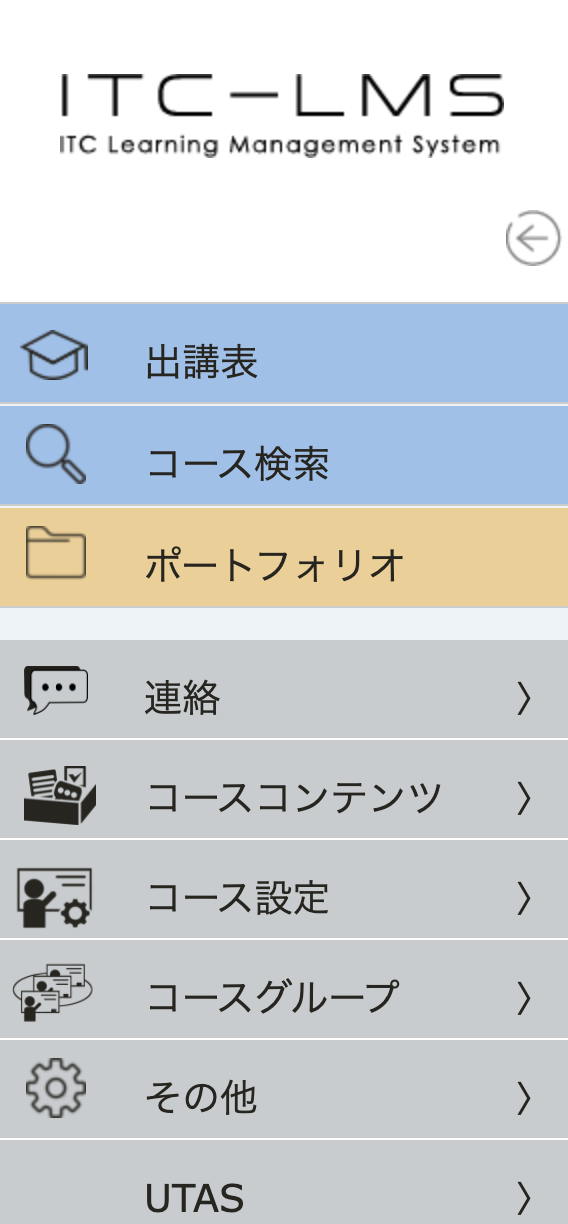 ITC-LMS
ITC Learning Management System
出講表
コース検索
ポートフォリオ
連絡
コースコンテンツ
コース設定
コースグループ
その他
UTAS